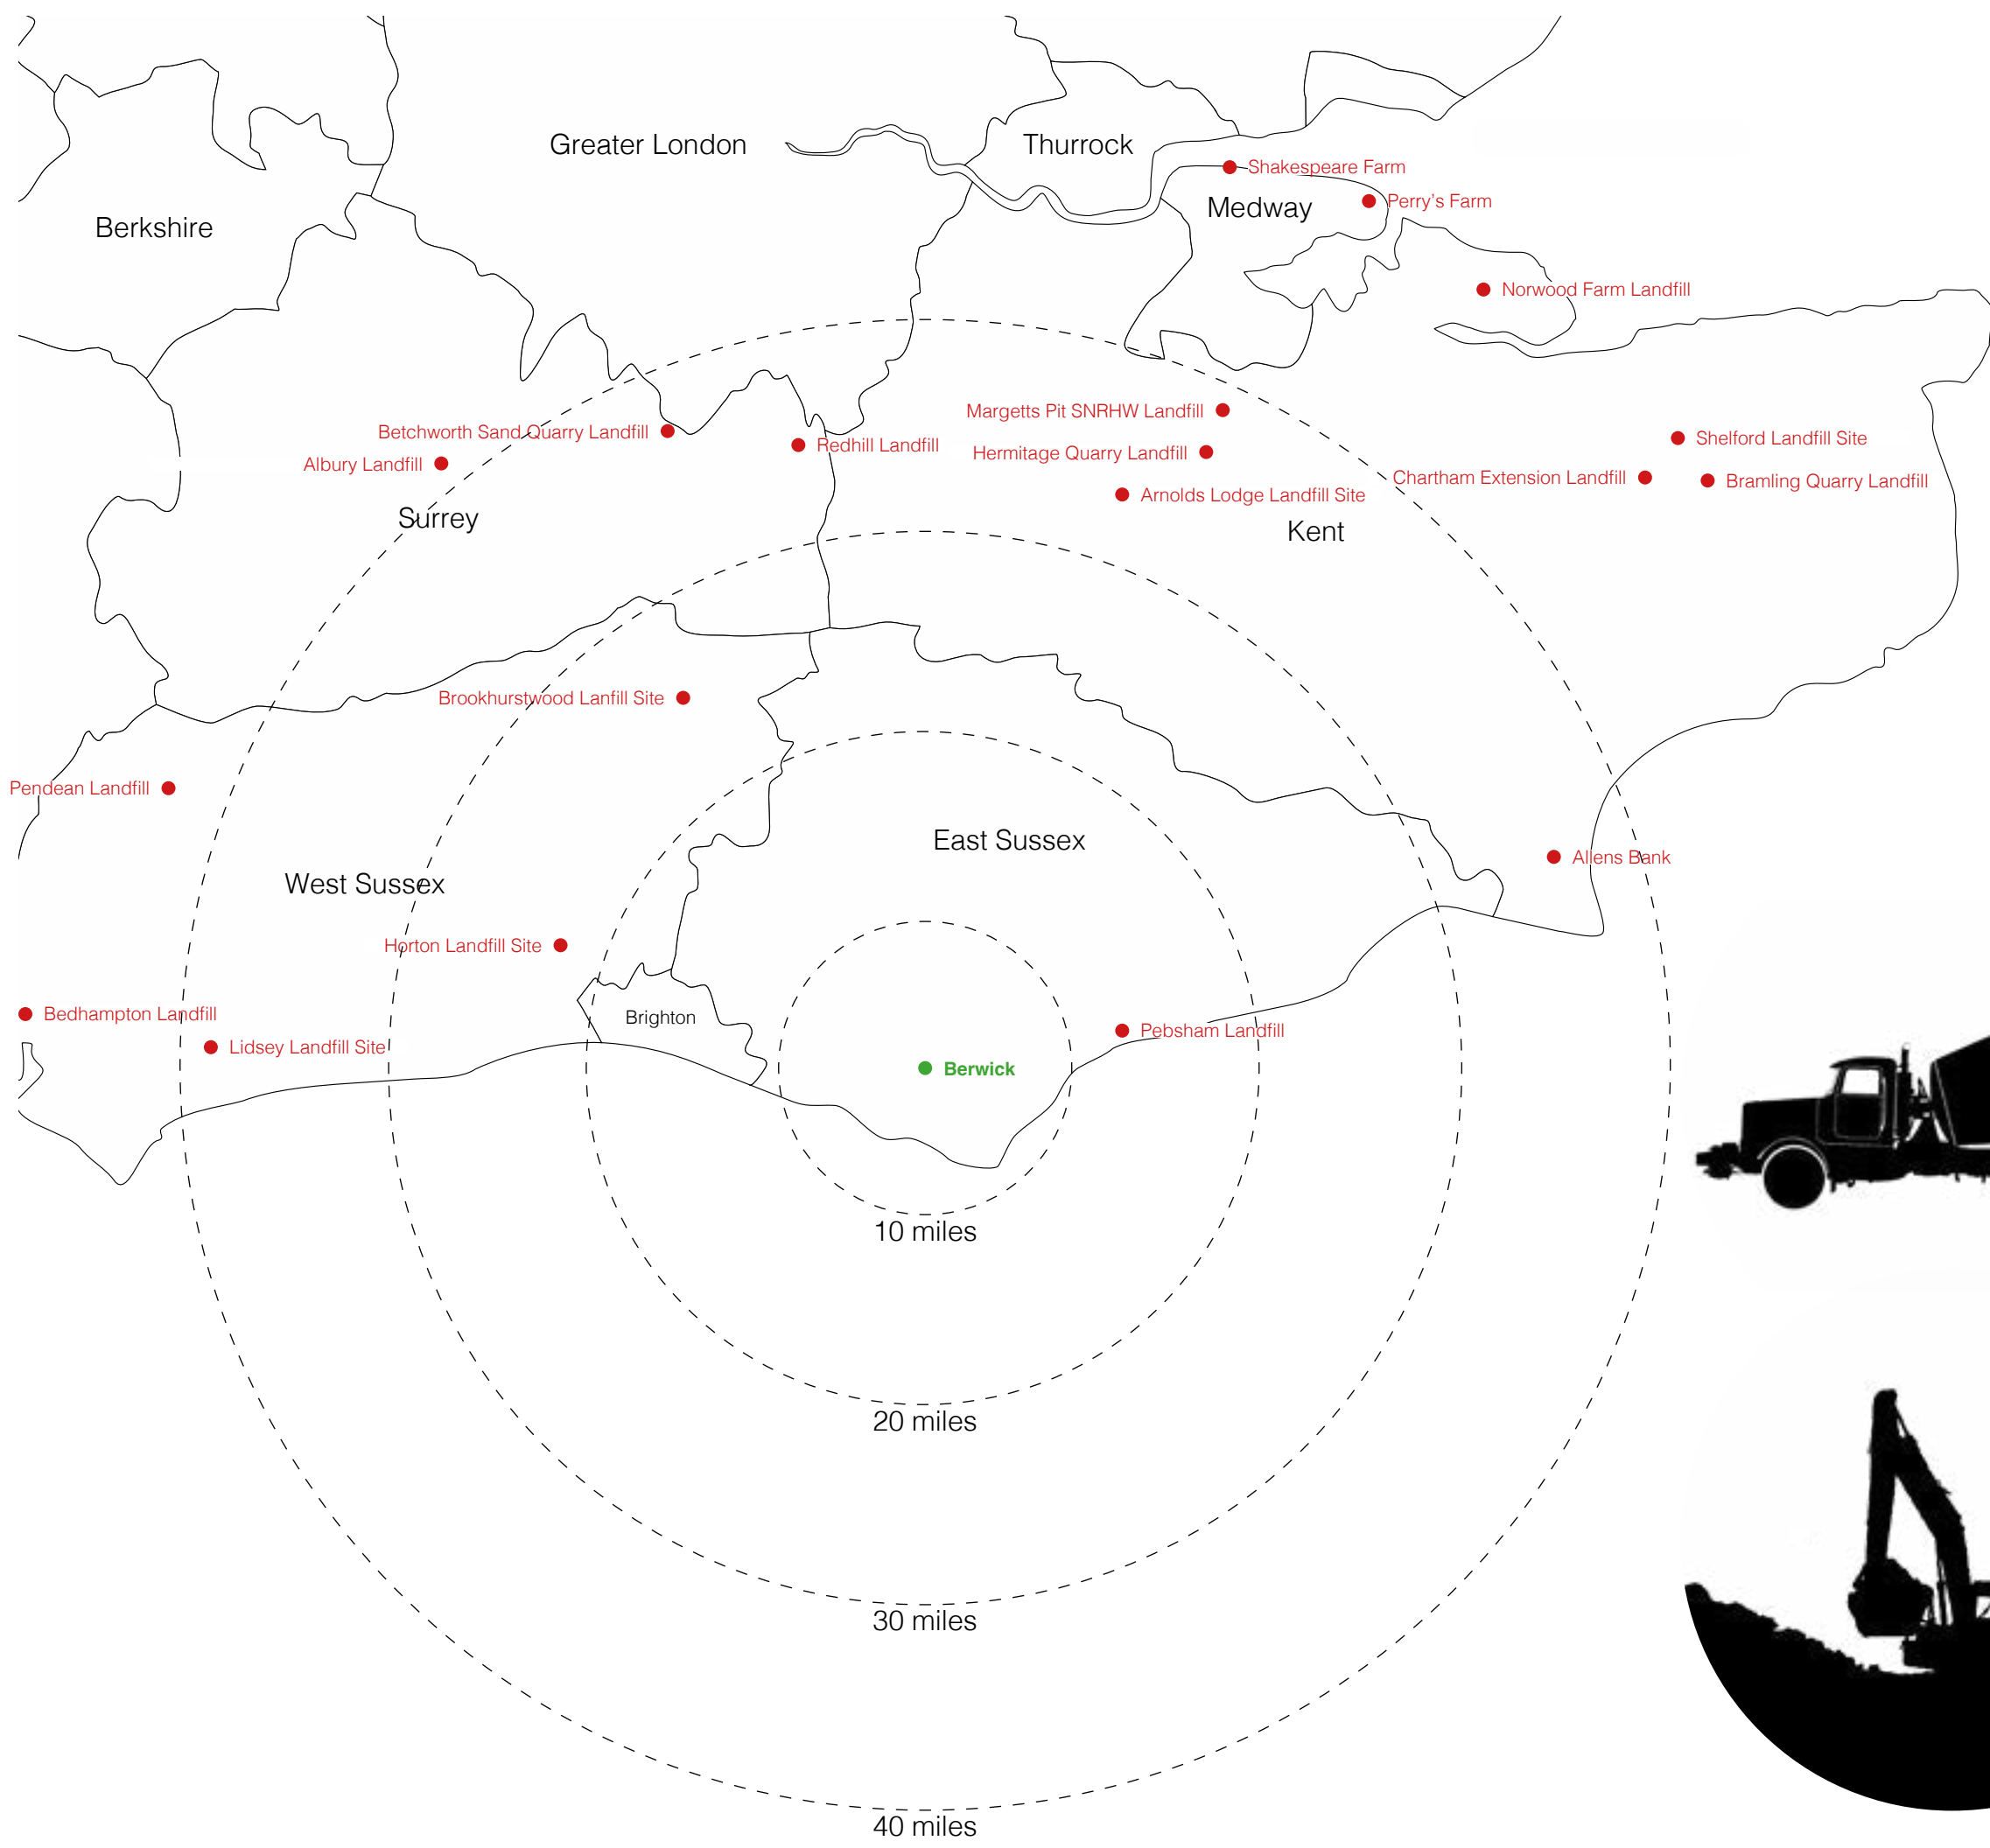 Greater London
Thurrock
Shakespeare Farm
Perry's Farm
Medway
Berkshire
Norwood Farm Landfill
Margetts Pit SNRHW Landfill
Betchworth Sand Quarry Landfill
Redhill Landfill
Shelford Landfill Site
Hermitage Quarry Landfill
Albury Landfill
Chartham Extension Landfill
Bramling Quarry Landfill
Arnolds Lodge Landfill Site
Surrey
Kent
Brookhurstwood Lanfill Site
Pendean Landfill
East Sussex
Allens Bank
West Sussex
Horton Landfill Site
Bedhampton Landfill
Brighton
Pebsham Landfill
Lidsey Landfill Site
Berwick
10 miles
20 miles
30 miles
40 miles